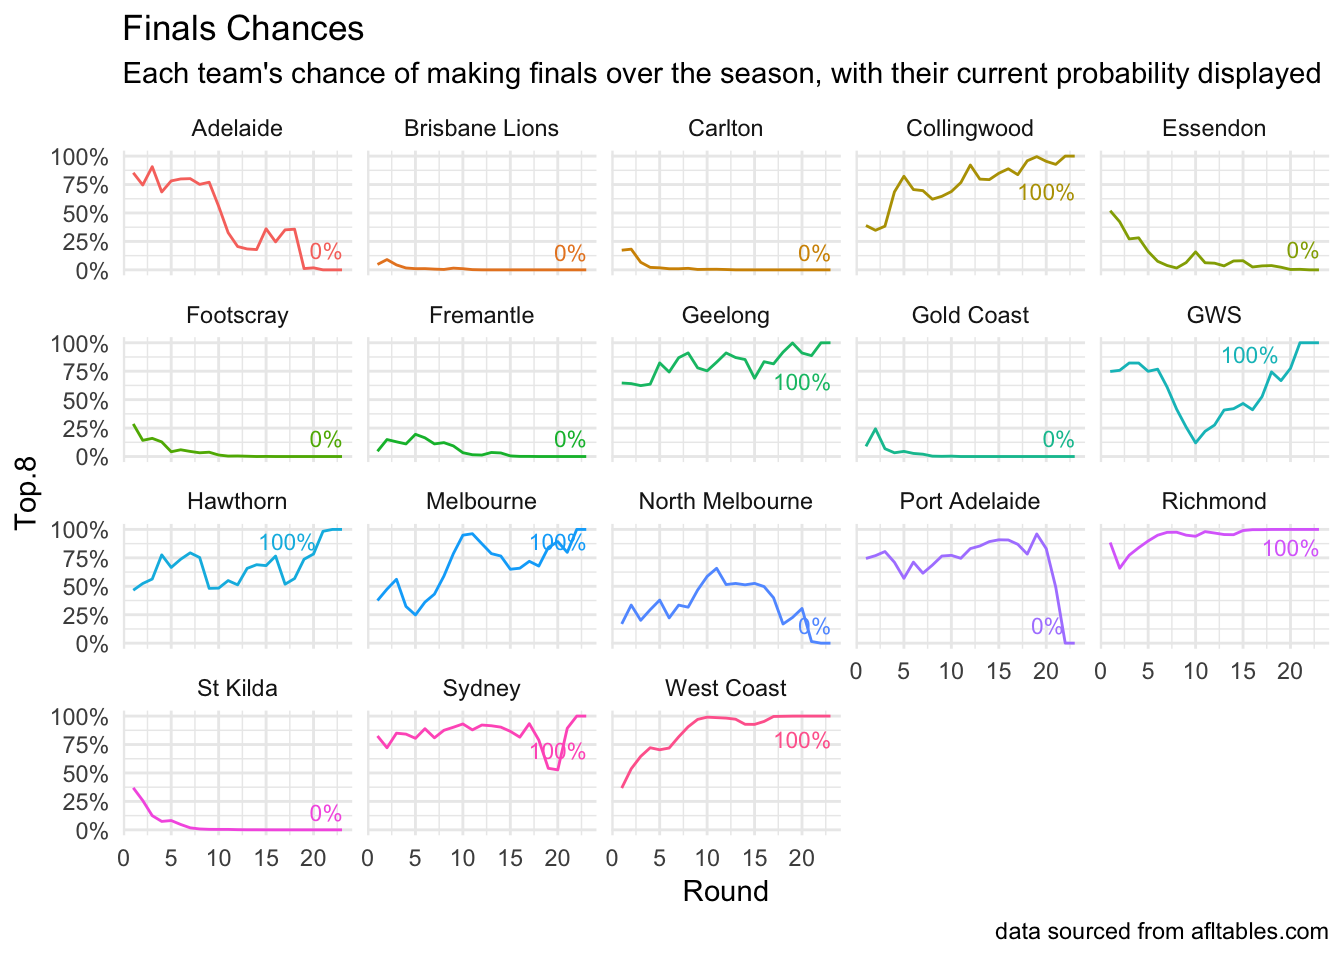 Finals Chances
Each team's chance of making finals over the season, with their current probability displayed
Adelaide Brisbane Lions Carlton Collingwood Essendon
100%
75%
50%
25%
0%
0% 0% 0% 100% 0%
Footscray Fremantle Geelong Gold Coast GWS
100%
75%
50%
25%
0%
0% 0% 100% 0% 100%
Hawthorn Melbourne North Melbourne Port Adelaide Richmond
100%
75%
50%
25%
0%
100% 100% 0% 0% 100%
0 5 10 15 20 0 5 10 15 20
St Kilda Sydney West Coast
100%
75%
50%
25%
0%
0% 100% 100%
0 5 10 15 20 0 5 10 15 20 0 5 10 15 20
Top.8
Round
data sourced from afltables.com